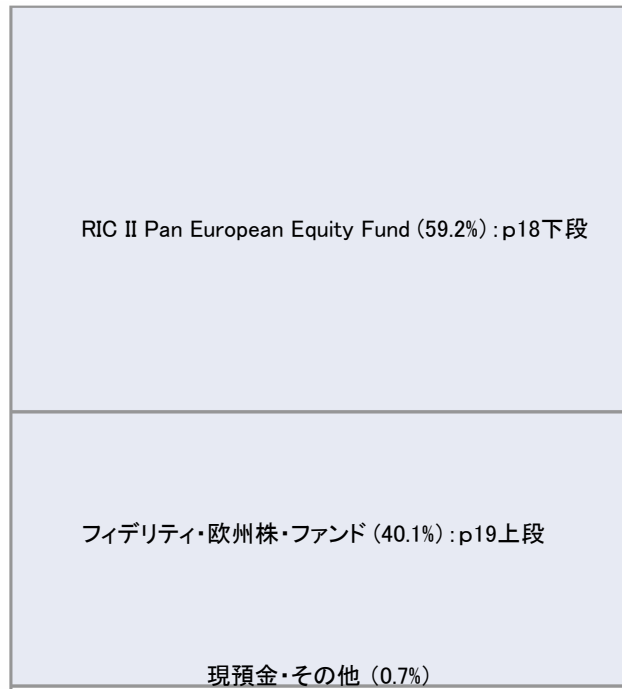 RIC II Pan European Equity Fund (59.2%):p18下段
フィデリティ・欧州株・ファンド (40.1%):p19上段
現預金・その他 (0.7%)